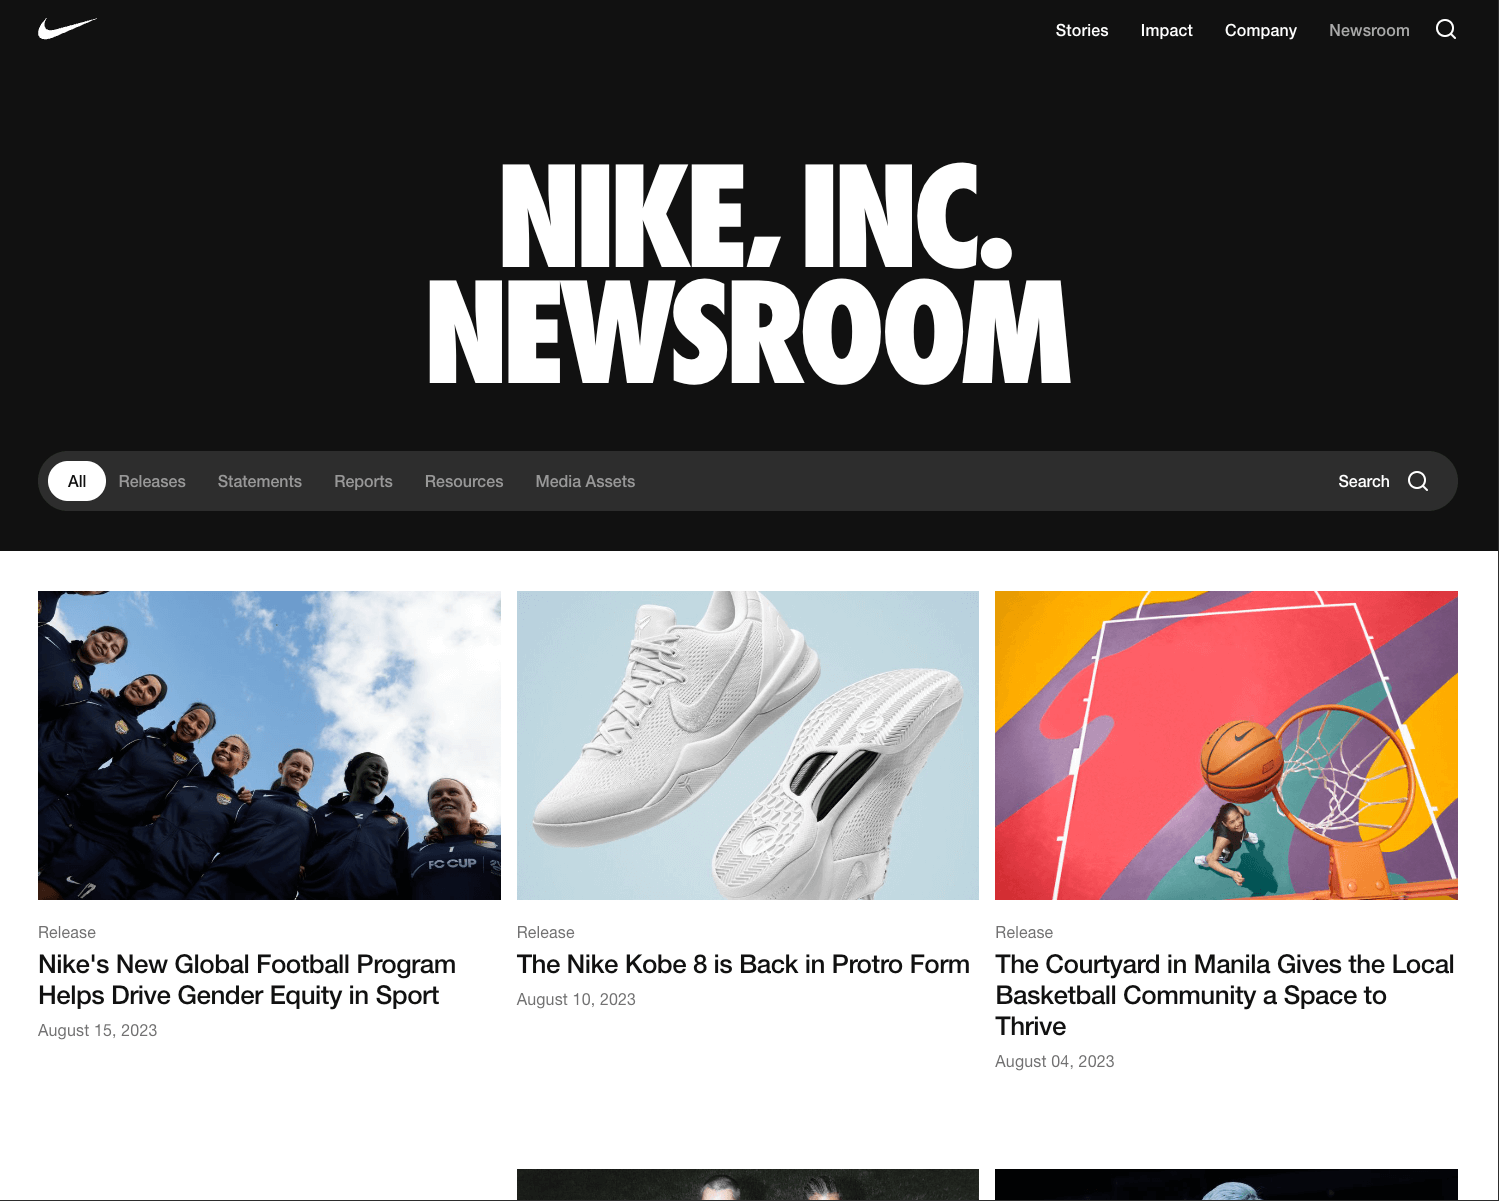 Stories Impact Company Newsroom
NIKE, INC.
NEWSROOM
All Releases Statements Reports Resources Media Assets Search
FC CUP
Release
Nike's New Global Football Program
Helps Drive Gender Equity in Sport
August 15, 2023
Release
The Nike Kobe 8 is Back in Protro Form
August 10, 2023
Release
The Courtyard in Manila Gives the Local
Basketball Community a Space to
Thrive
August 04, 2023